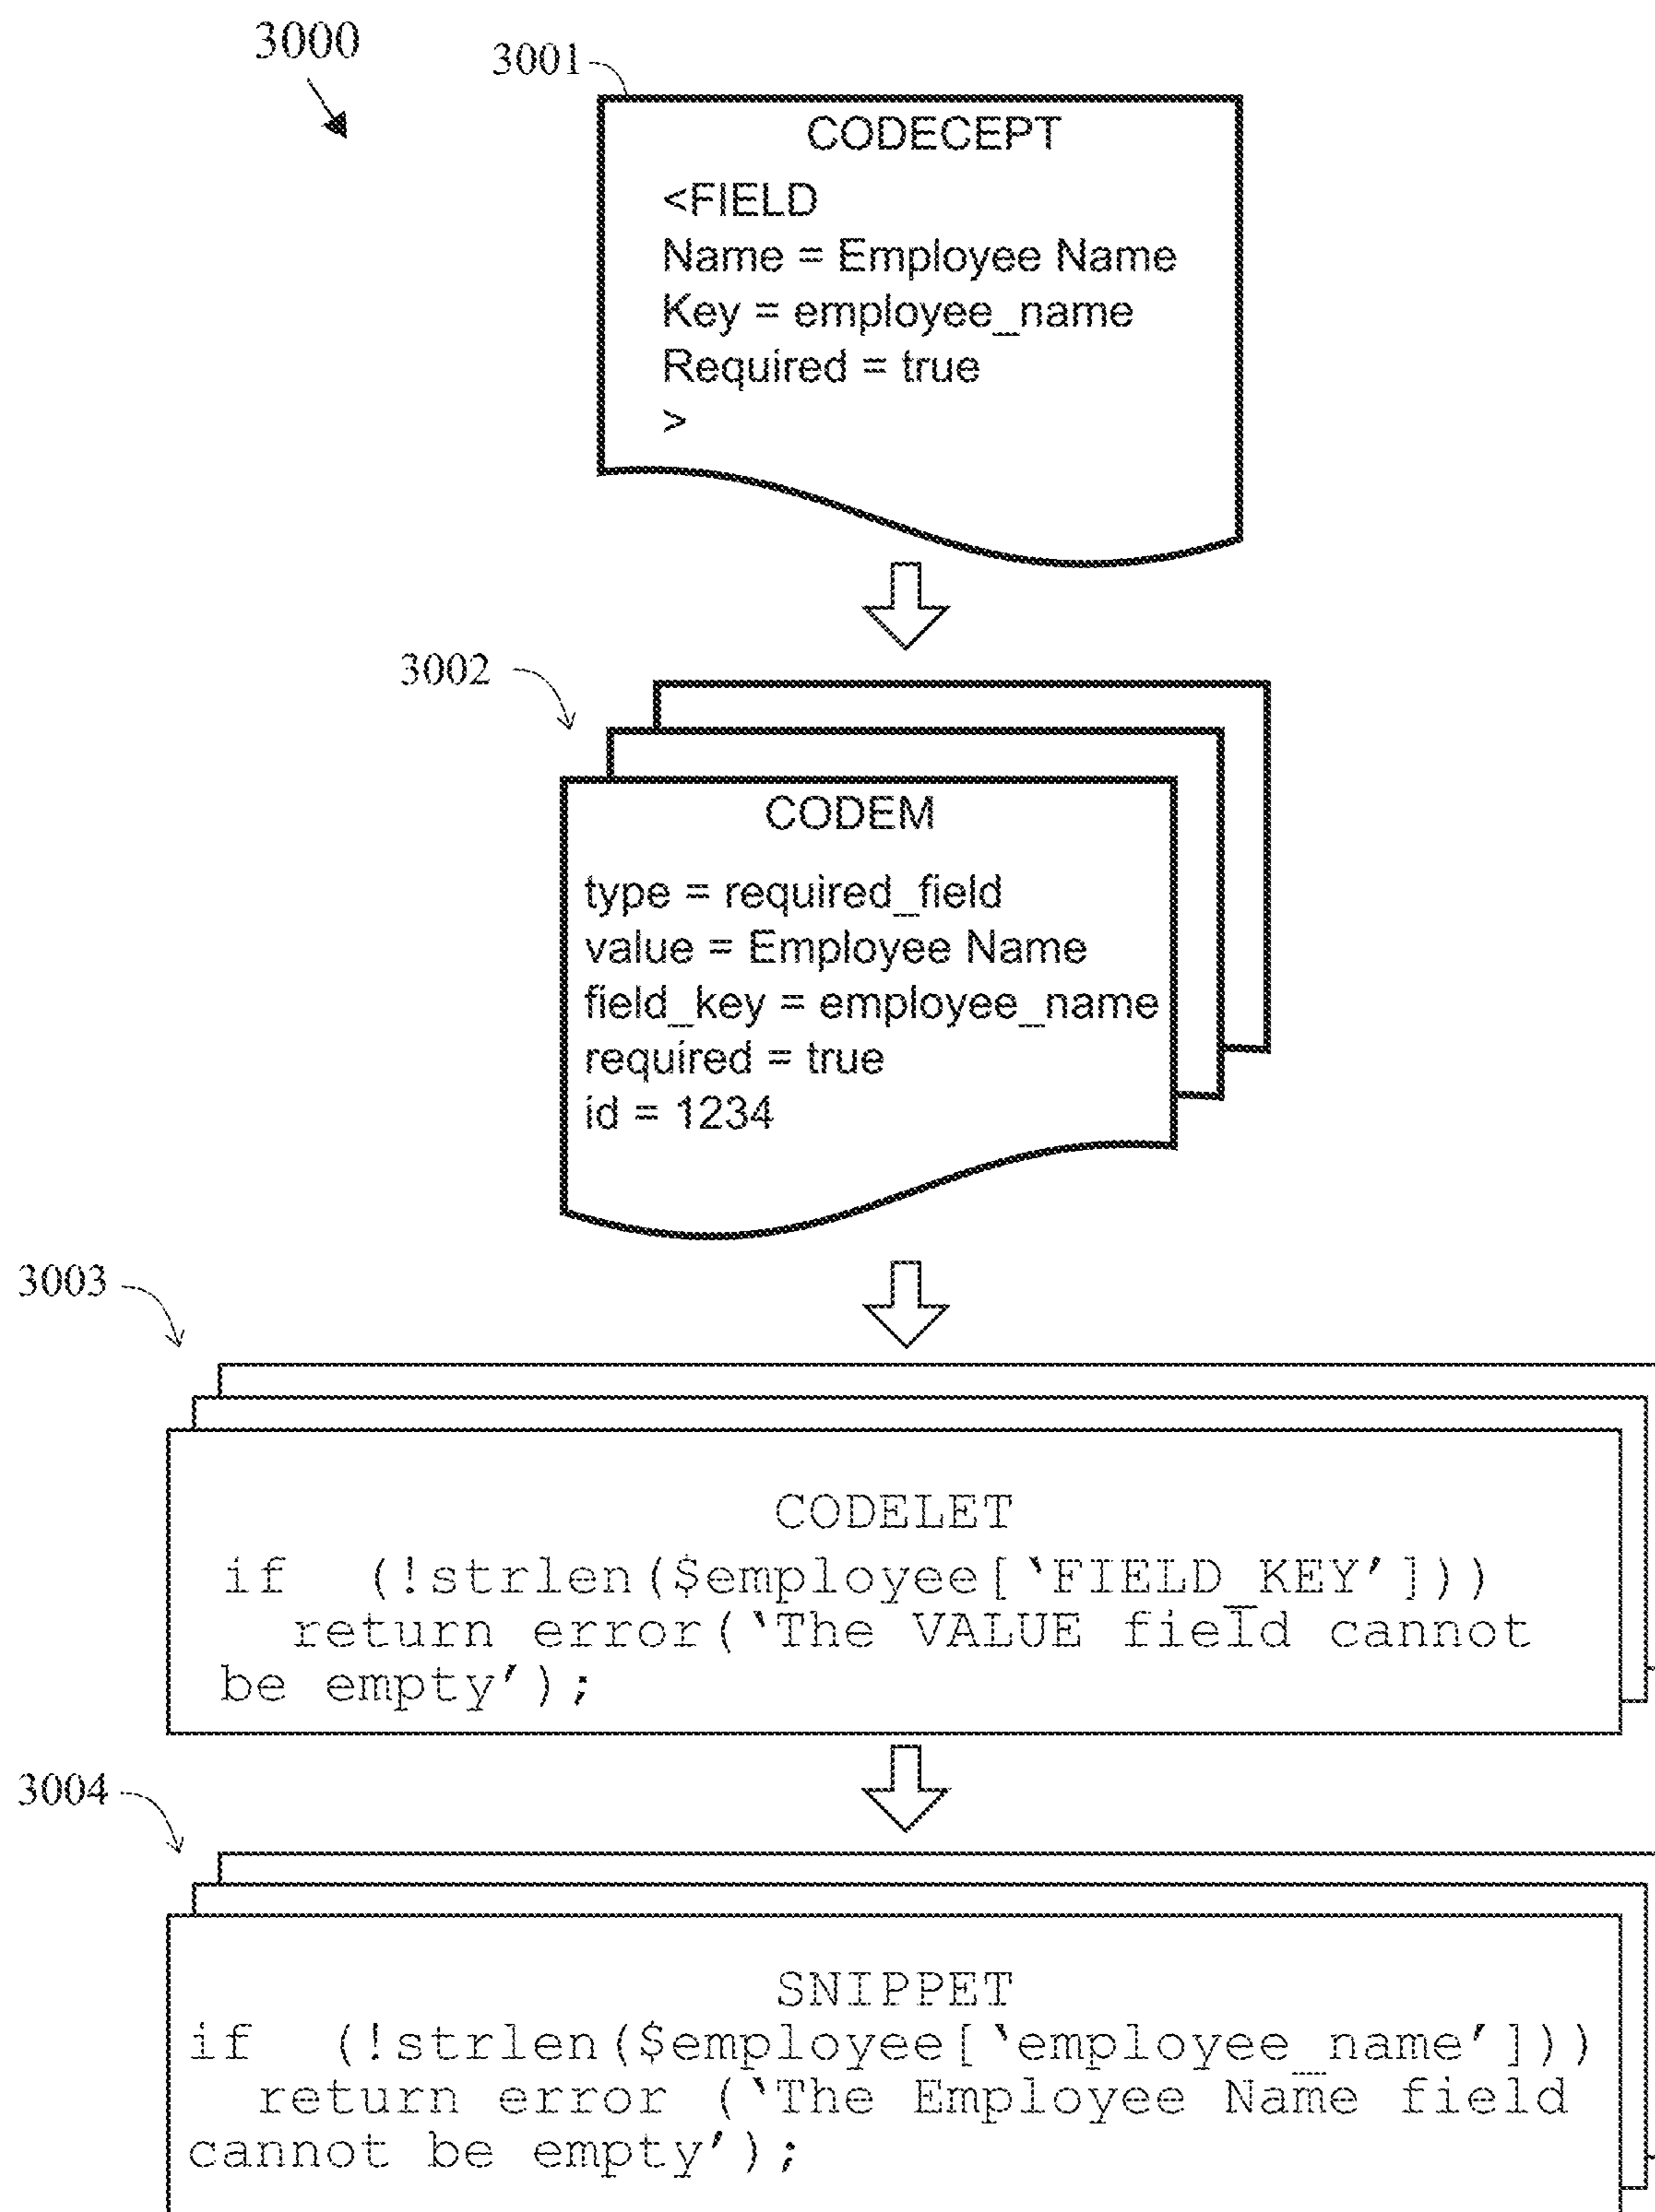 3000
3001
CODECEPT
<FIELD
Name = Employee Name
Key = employee_name
Required = true
>
3002
CODEM
type = required_field
value = Employee Name
field_key = employee_name
required = true
id = 1234
3003
CODELET
if (!strlen($employee[‵FIELD_KEY′]))
return error(‵The VALUE field cannot
be empty′);
3004
SNIPPET
if (!strlen($employee[‵employee_name′]))
return error (‵The Employee Name field
cannot be empty′);